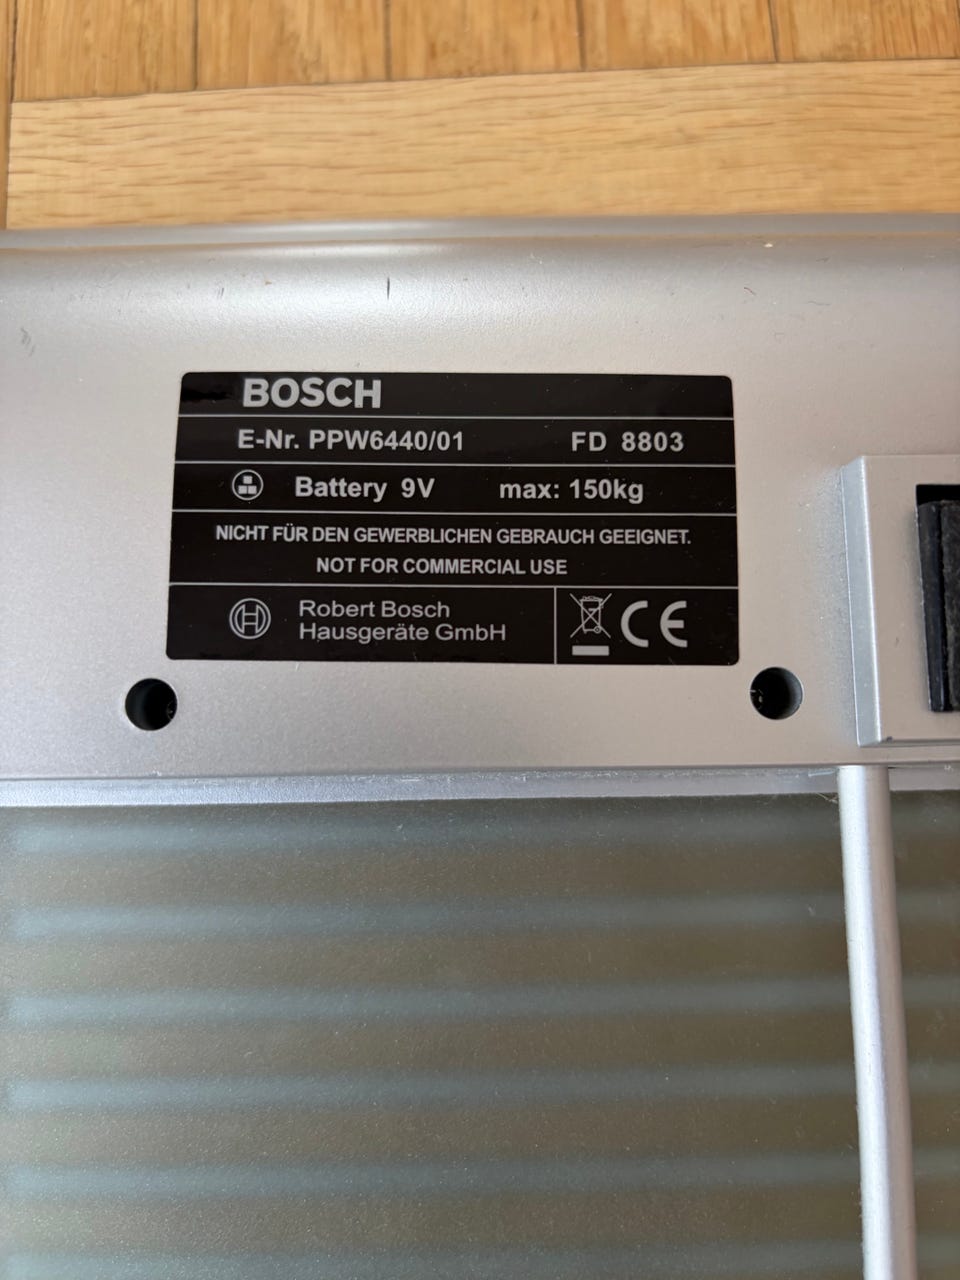 BOSCH
E-Nr. PPW6440/01 FD 8803
Battery 9V max: 150kg
NICHT FÜR DEN GEWERBLICHEN GEBRAUCH GEEIGNET.
NOT FOR COMMERCIAL USE
Robert Bosch
Hausgeräte GmbH
CE